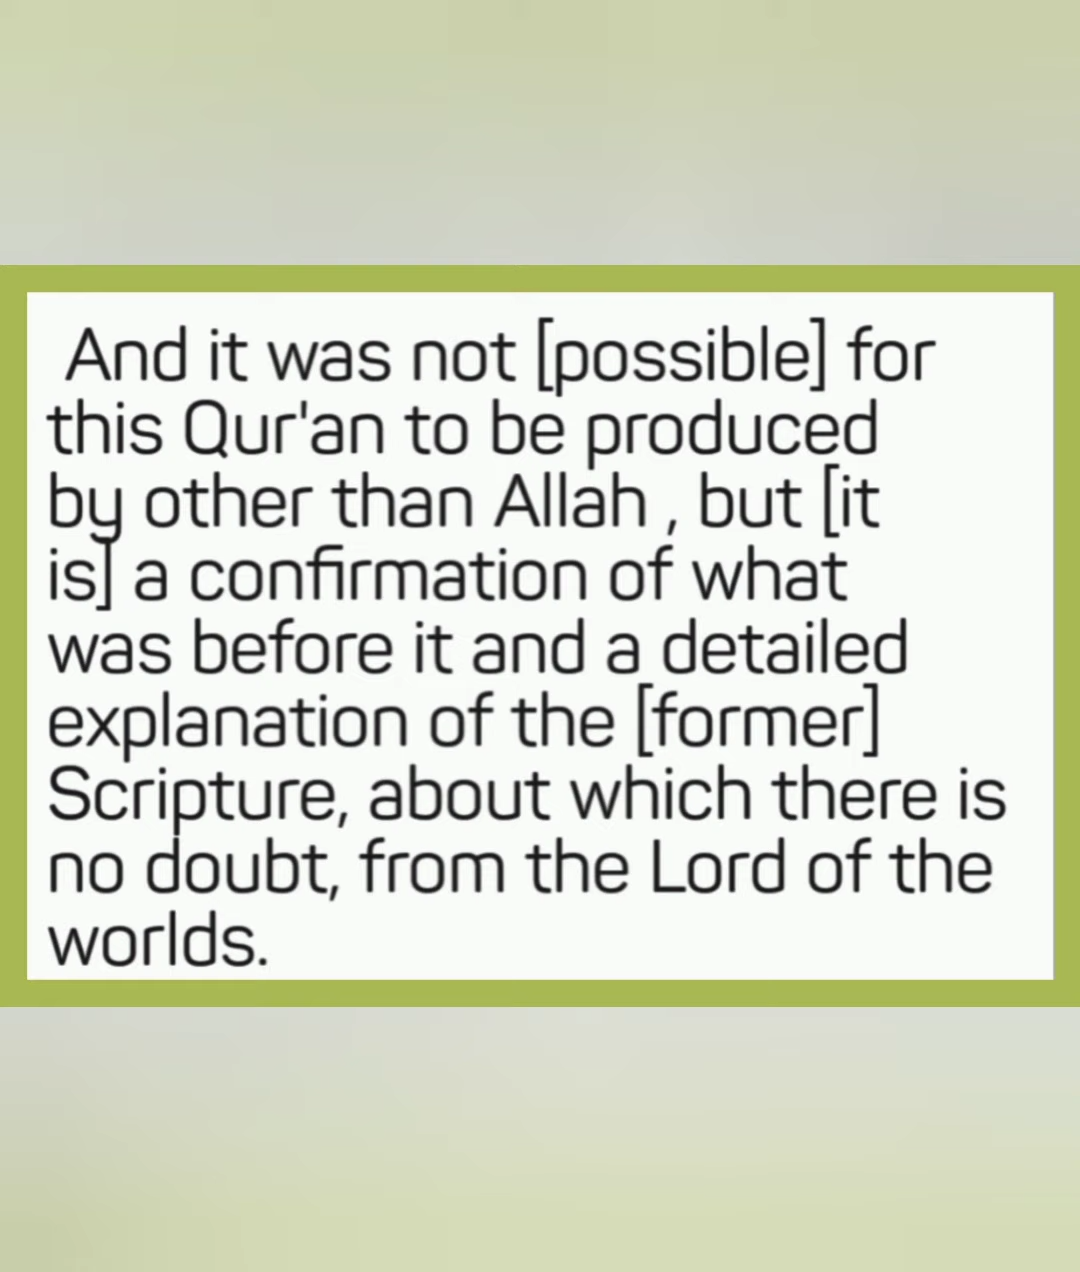 And it was not [possible] for
this Qur'an to be produced
by other than Allah , but [it
is] a confirmation of what
was before it and a detailed
explanation of the [former]
Scripture, about which there is
no doubt, from the Lord of the
worlds.